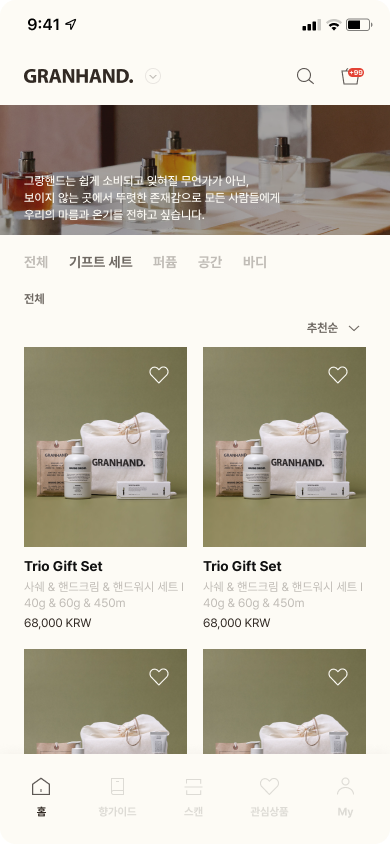 9:41
GRANHAND.
+99
그랑핸드는 쉽게 소비되고 잊혀질 무언가가 아닌,
보이지 않는 곳에서 뚜렷한 존재감으로 모든 사람들에게
우리의 마음과 온기를 전하고 싶습니다.
전체 기프트 세트 퍼퓸 공간 바디
전체
추천순
GRANHAND. GRANHAND.
Trio Gift Set Trio Gift Set
사쉐 & 핸드크림 & 핸드워시 세트 I 사쉐 & 핸드크림 & 핸드워시 세트 I
40g & 60g & 450m 40g & 60g & 450m
68,000 KRW 68,000 KRW
홈 향가이드 스캔 관심상품 My